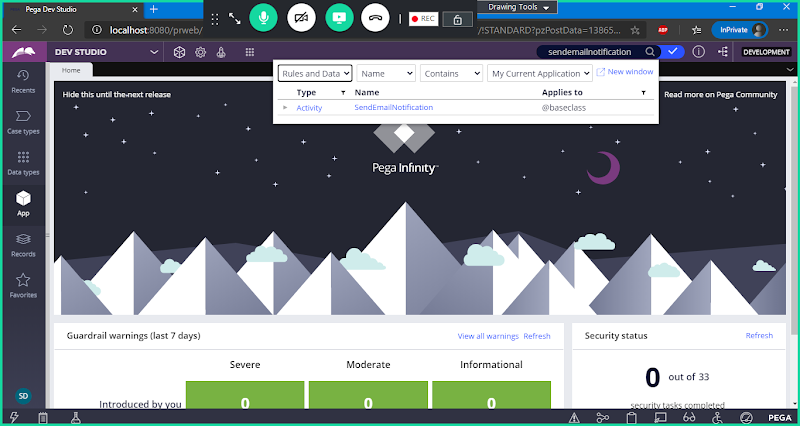 Pega Dev Studio
Drawing Tools
localhost:8080/prweb/
/!STANDARD?pzPostData=13865...
REC
ABP
InPrivate
DEV STUDIO
sendemailnotification
DEVELOPMENT
Home
Rules and Data
Name
Contains
My Current Application
New window
Type
Name
Applies to
Activity
SendEmailNotification
@baseclass
Hide this until the next release
Read more on Pega Community
Recents
Case types
Data types
App
Records
Favorites
SD
Pega Infinity
Guardrail warnings (last 7 days)
View all warnings
Refresh
Severe
Moderate
Informational
Introduced by you
0
0
0
Security status
Refresh
0 out of 33
security tasks completed
PEGA